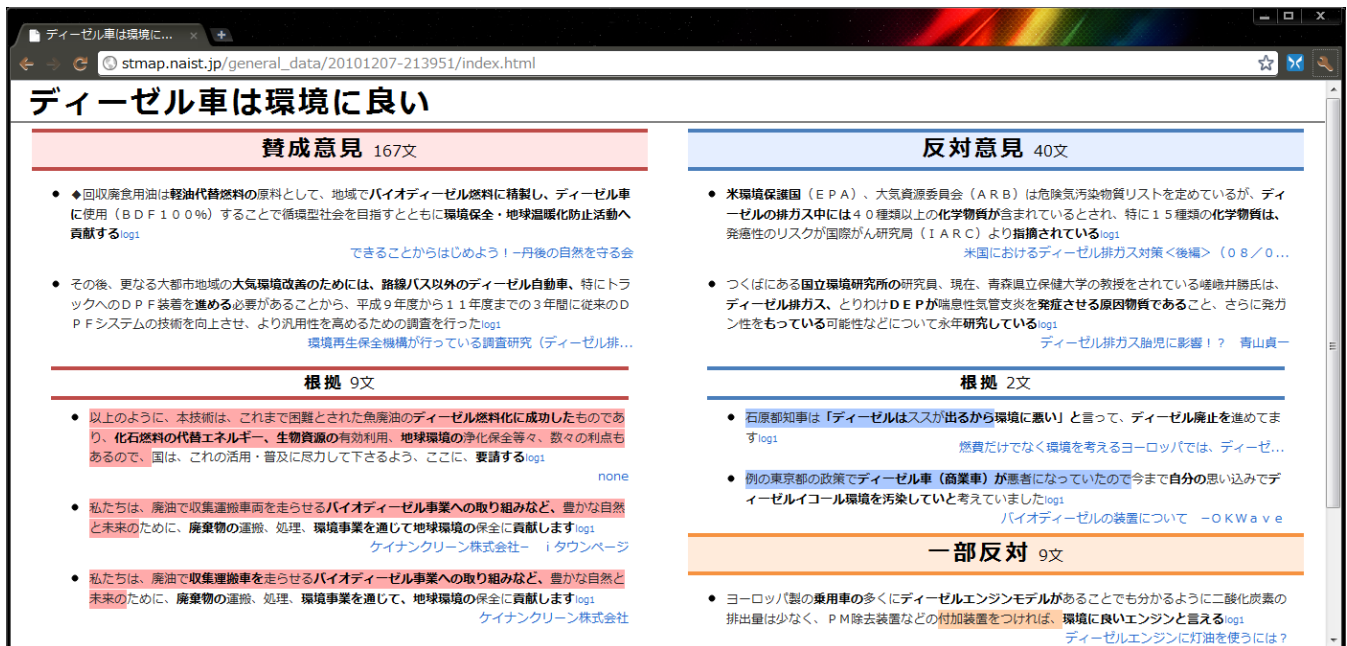 ディーゼル車は環境に...
stmap.naist.jp/general_data/20101207-213951/index.html
ディーゼル車は環境に良い
賛成意見 167文
◆回収廃食用油は軽油代替燃料の原料として、地域でバイオディーゼル燃料に精製し、ディーゼル車
に使用（ＢＤＦ１００％）することで循環型社会を目指すとともに環境保全・地球温暖化防止活動へ
貢献するlog1
できることからはじめよう！－丹後の自然を守る会
その後、更なる大都市地域の大気環境改善のためには、路線バス以外のディーゼル自動車、特にトラ
ックへのＤＰＦ装着を進める必要があることから、平成９年度から１１年度までの３年間に従来のＤ
ＰＦシステムの技術を向上させ、より汎用性を高めるための調査を行ったlog1
環境再生保全機構が行っている調査研究（ディーゼル排...
根拠 9文
以上のように、本技術は、これまで困難とされた魚廃油のディーゼル燃料化に成功したものであ
り、化石燃料の代替エネルギー、生物資源の有効利用、地球環境の浄化保全等々、数々の利点も
あるので、国は、これの活用・普及に尽力して下さるよう、ここに、要請するlog1
none
私たちは、廃油で収集運搬車両を走らせるバイオディーゼル事業への取り組みなど、豊かな自然
と未来のために、廃棄物の運搬、処理、環境事業を通じて地球環境の保全に貢献しますlog1
ケイナンクリーン株式会社－　ｉタウンページ
私たちは、廃油で収集運搬車を走らせるバイオディーゼル事業への取り組みなど、豊かな自然と
未来のために、廃棄物の運搬、処理、環境事業を通じて、地球環境の保全に貢献しますlog1
ケイナンクリーン株式会社
反対意見 40文
米環境保護国（ＥＰＡ）、大気資源委員会（ＡＲＢ）は危険気汚染物質リストを定めているが、ディ
ーゼルの排ガス中には４０種類以上の化学物質が含まれているとされ、特に１５種類の化学物質は、
発癌性のリスクが国際がん研究局（ＩＡＲＣ）より指摘されているlog1
米国におけるディーゼル排ガス対策＜後編＞（０８／０...
つくばにある国立環境研究所の研究員、現在、青森県立保健大学の教授をされている嵯峨井勝氏は、
ディーゼル排ガス、とりわけＤＥＰが喘息性気管支炎を発症させる原因物質であること、さらに発ガ
ン性をもっている可能性などについて永年研究しているlog1
ディーゼル排ガス胎児に影響！？　青山貞一
根拠 2文
石原都知事は「ディーゼルはススが出るから環境に悪い」と言って、ディーゼル廃止を進めてま
すlog1
燃費だけでなく環境を考えるヨーロッパでは、ディーゼ...
例の東京都の政策でディーゼル車（商業車）が悪者になっていたので今まで自分の思い込みでデ
ィーゼルイコール環境を汚染していと考えていましたlog1
バイオディーゼルの装置について　－ＯＫＷａｖｅ
一部反対 9文
ヨーロッパ製の乗用車の多くにディーゼルエンジンモデルがあることでも分かるように二酸化炭素の
排出量は少なく、ＰＭ除去装置などの付加装置をつければ、環境に良いエンジンと言えるlog1
ディーゼルエンジンに灯油を使うには？